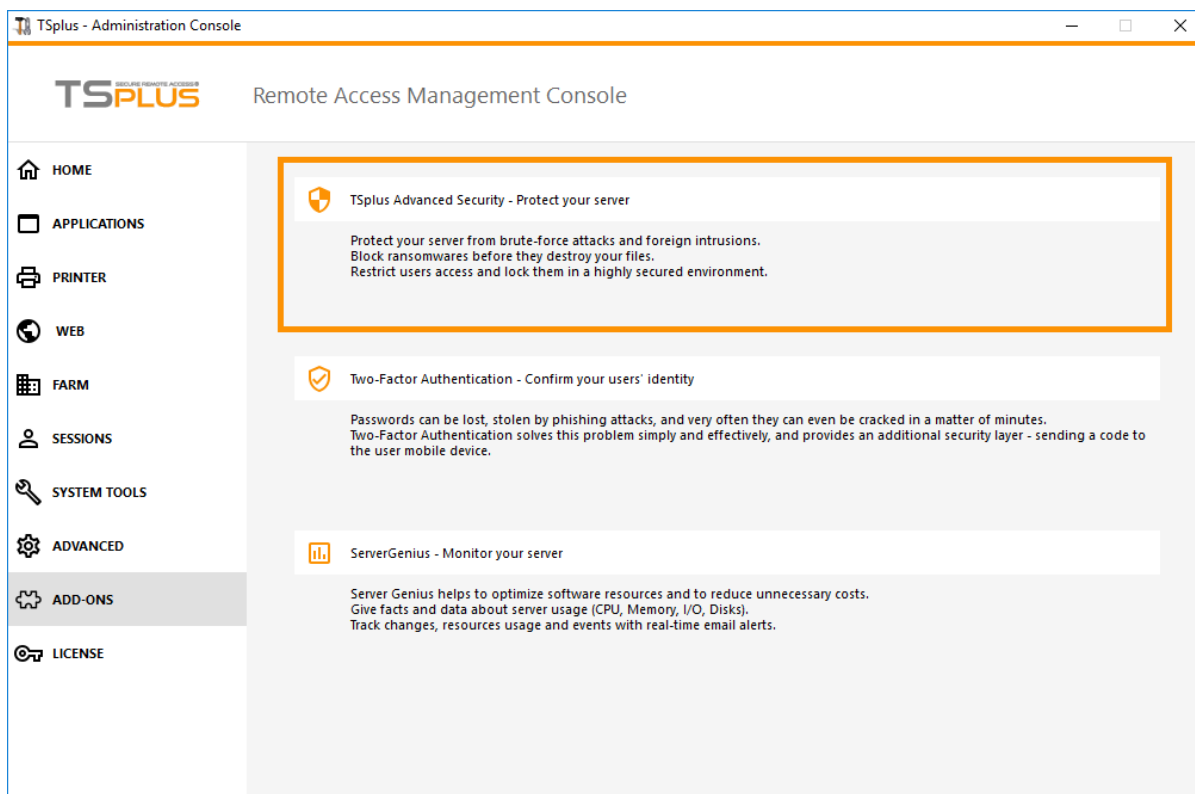 TSplus - Administration Console
SECURE REMOTE ACCESS®
TSPLUS
Remote Access Management Console
HOME
APPLICATIONS
PRINTER
WEB
FARM
SESSIONS
SYSTEM TOOLS
ADVANCED
ADD-ONS
LICENSE
TSplus Advanced Security - Protect your server
Protect your server from brute-force attacks and foreign intrusions.
Block ransomwares before they destroy your files.
Restrict users access and lock them in a highly secured environment.
Two-Factor Authentication - Confirm your users' identity
Passwords can be lost, stolen by phishing attacks, and very often they can even be cracked in a matter of minutes.
Two-Factor Authentication solves this problem simply and effectively, and provides an additional security layer - sending a code to
the user mobile device.
ServerGenius - Monitor your server
Server Genius helps to optimize software resources and to reduce unnecessary costs.
Give facts and data about server usage (CPU, Memory, I/O, Disks).
Track changes, resources usage and events with real-time email alerts.